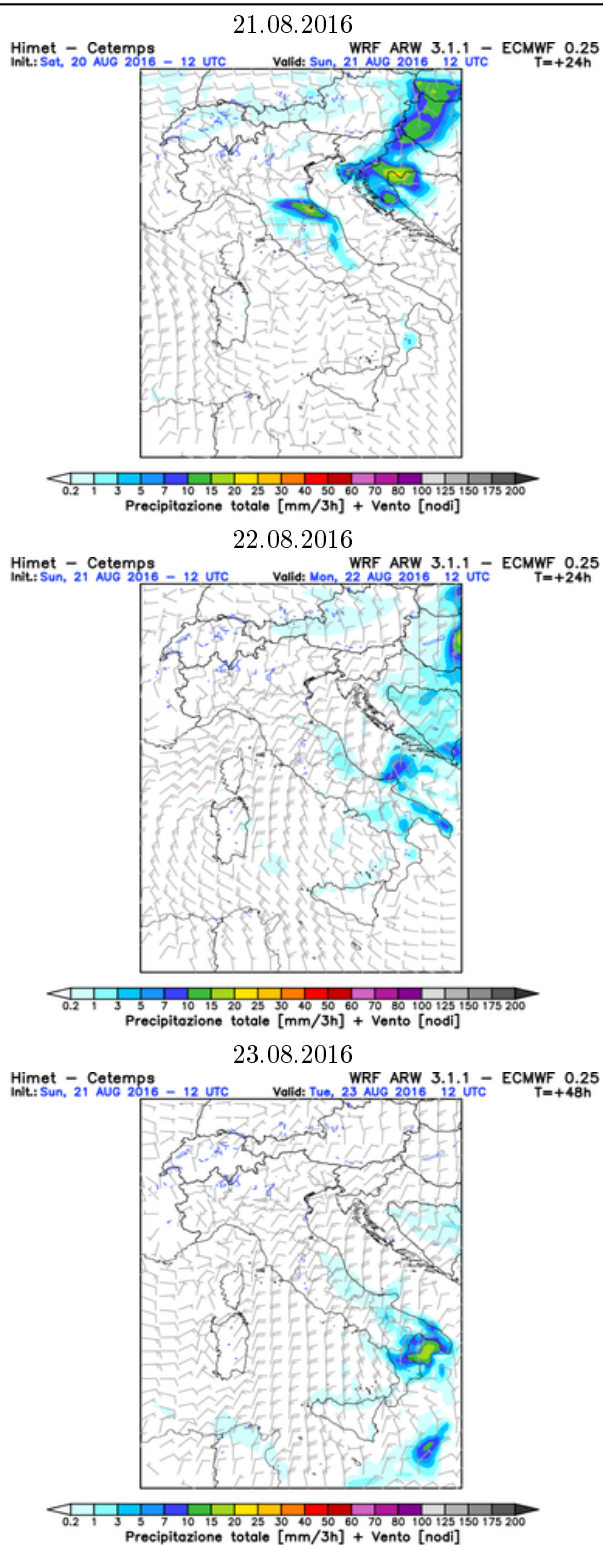 21.08.2016
Himet – Cetemps WRF ARW 3.1.1 – ECMWF 0.25
Init.: Sat, 20 AUG 2016 – 12 UTC Valid: Sun, 21 AUG 2016 12 UTC T=+24h
0.2 1 3 5 7 10 15 20 25 30 40 50 60 70 80 100 125 150 175 200
Precipitazione totale [mm/3h] + Vento [nodi]
22.08.2016
Himet – Cetemps WRF ARW 3.1.1 – ECMWF 0.25
Init.: Sun, 21 AUG 2016 – 12 UTC Valid: Mon, 22 AUG 2016 12 UTC T=+24h
0.2 1 3 5 7 10 15 20 25 30 40 50 60 70 80 100 125 150 175 200
Precipitazione totale [mm/3h] + Vento [nodi]
23.08.2016
Himet – Cetemps WRF ARW 3.1.1 – ECMWF 0.25
Init.: Sun, 21 AUG 2016 – 12 UTC Valid: Tue, 23 AUG 2016 12 UTC T=+48h
0.2 1 3 5 7 10 15 20 25 30 40 50 60 70 80 100 125 150 175 200
Precipitazione totale [mm/3h] + Vento [nodi]